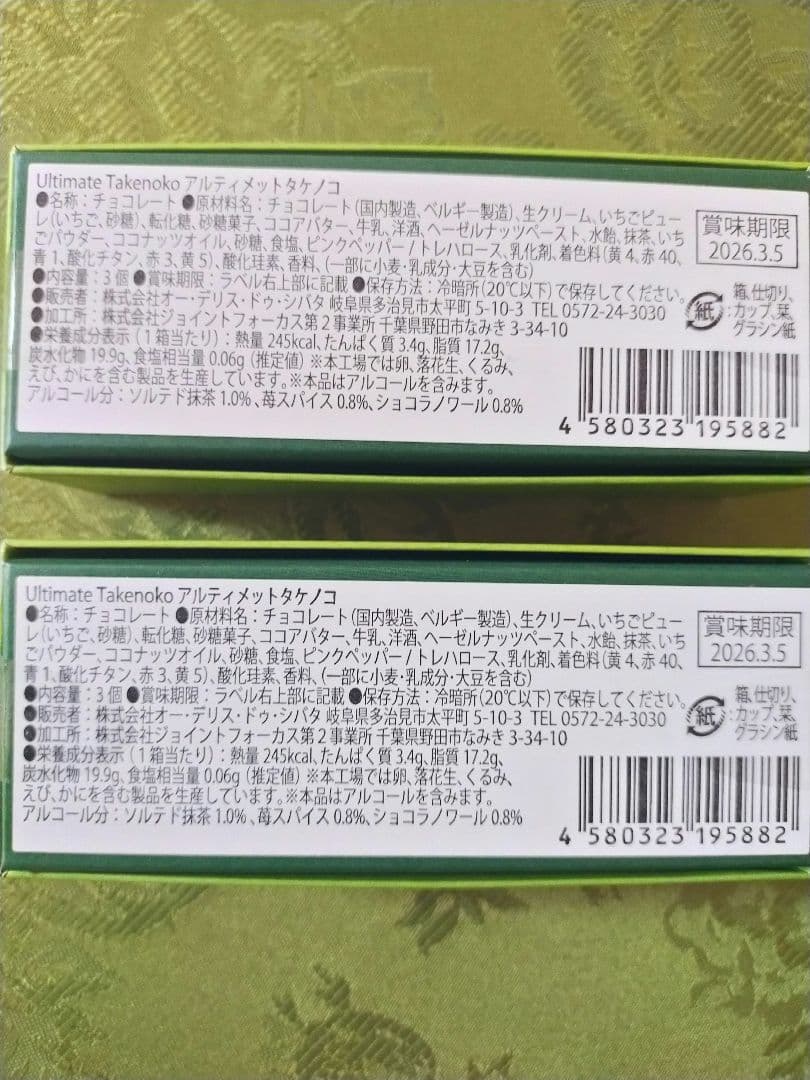 Ultimate Takenoko アルティメットタケノコ
●名称：チョコレート ●原材料名：チョコレート（国内製造、ベルギー製造）、生クリーム、いちごピュー
レ（いちご、砂糖）、転化糖、砂糖菓子、ココアバター、牛乳、洋酒、ヘーゼルナッツペースト、水飴、抹茶、いち
ごパウダー、ココナッツオイル、砂糖、食塩、ピンクペッパー / トレハロース、乳化剤、着色料（黄 4、赤 40、
青 1、酸化チタン、赤 3、黄 5）、酸化珪素、香料、（一部に小麦・乳成分・大豆を含む）
●内容量：3 個 ●賞味期限：ラベル右上部に記載 ●保存方法：冷暗所（20℃以下）で保存してください。
●販売者：株式会社オー・デリス・ドゥ・シバタ 岐阜県多治見市太平町 5-10-3 TEL 0572-24-3030
●加工所：株式会社ジョイントフォーカス第 2 事業所 千葉県野田市なみき 3-34-10
●栄養成分表示（1 箱当たり）：熱量 245kcal、たんぱく質 3.4g、脂質 17.2g、
炭水化物 19.9g、食塩相当量 0.06g（推定値）※本工場では卵、落花生、くるみ、
えび、かにを含む製品を生産しています。※本品はアルコールを含みます。
アルコール分：ソルテド抹茶 1.0%、苺スパイス 0.8%、ショコラノワール 0.8%
賞味期限
2026.3.5
紙
箱、仕切り、
：カップ、栞、
グラシン紙
4 580323 195882
Ultimate Takenoko アルティメットタケノコ
●名称：チョコレート ●原材料名：チョコレート（国内製造、ベルギー製造）、生クリーム、いちごピュー
レ（いちご、砂糖）、転化糖、砂糖菓子、ココアバター、牛乳、洋酒、ヘーゼルナッツペースト、水飴、抹茶、いち
ごパウダー、ココナッツオイル、砂糖、食塩、ピンクペッパー / トレハロース、乳化剤、着色料（黄 4、赤 40、
青 1、酸化チタン、赤 3、黄 5）、酸化珪素、香料、（一部に小麦・乳成分・大豆を含む）
●内容量：3 個 ●賞味期限：ラベル右上部に記載 ●保存方法：冷暗所（20℃以下）で保存してください。
●販売者：株式会社オー・デリス・ドゥ・シバタ 岐阜県多治見市太平町 5-10-3 TEL 0572-24-3030
●加工所：株式会社ジョイントフォーカス第 2 事業所 千葉県野田市なみき 3-34-10
●栄養成分表示（1 箱当たり）：熱量 245kcal、たんぱく質 3.4g、脂質 17.2g、
炭水化物 19.9g、食塩相当量 0.06g（推定値）※本工場では卵、落花生、くるみ、
えび、かにを含む製品を生産しています。※本品はアルコールを含みます。
アルコール分：ソルテド抹茶 1.0%、苺スパイス 0.8%、ショコラノワール 0.8%
賞味期限
2026.3.5
紙
箱、仕切り、
：カップ、栞、
グラシン紙
4 580323 195882